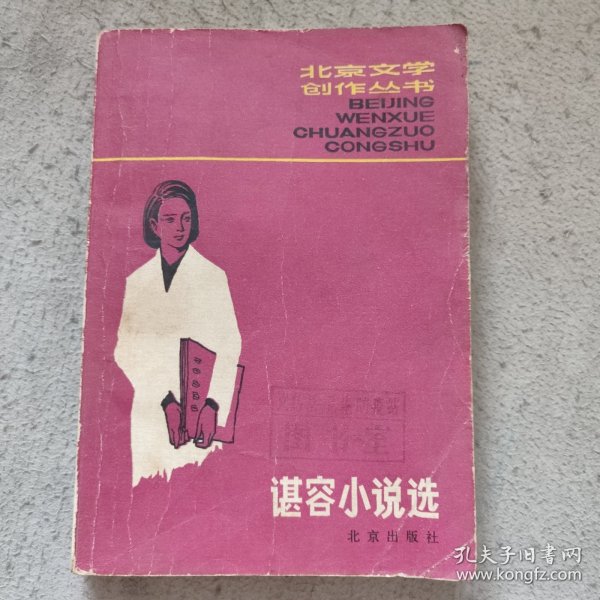 北京文学
创作丛书
BEIJING
WENXUE
CHUANGZUO
CONGSHU
谌容小说选
北京出版社
孔夫子旧书网
www.kongfz.com